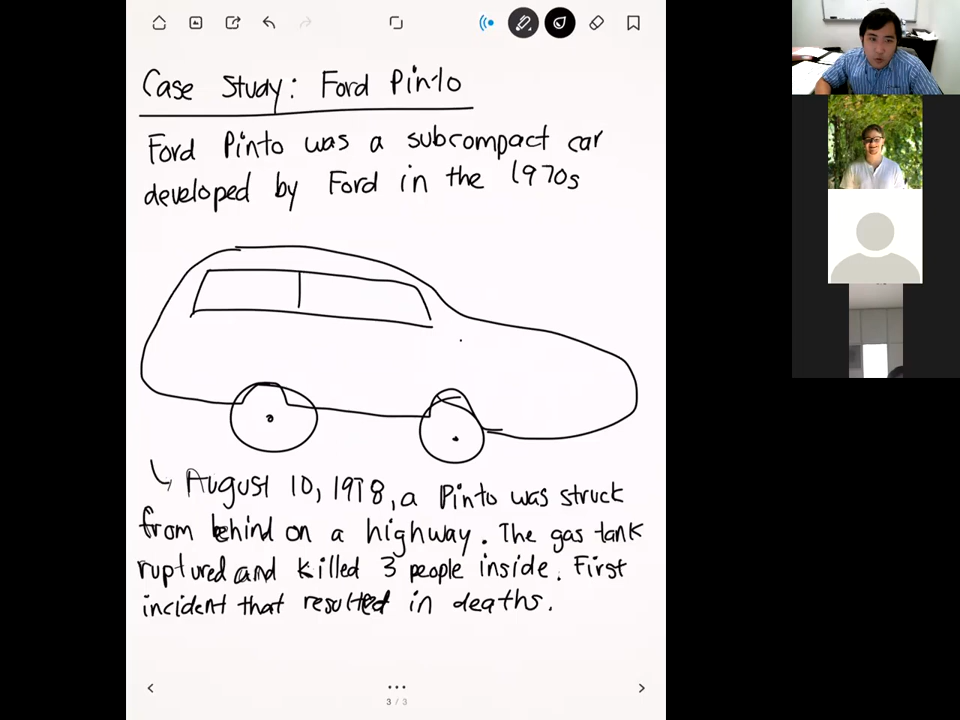 Case Study: Ford Pinto
Ford Pinto was a subcompact car
developed by Ford in the 1970s
August 10, 1978, a Pinto was struck
from behind on a highway. The gas tank
ruptured and killed 3 people inside. First
incident that resulted in deaths.
3 / 3